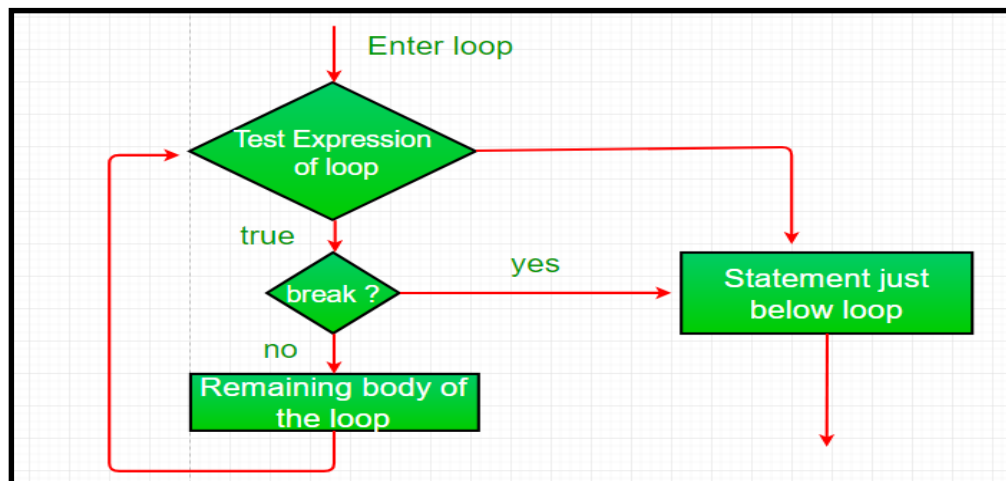 Enter loop
Test Expression
of loop
true
break ?
yes
Statement just
below loop
no
Remaining body of
the loop